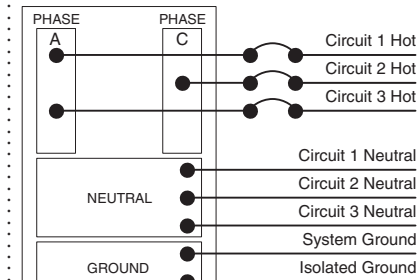 PHASE PHASE
A C
Circuit 1 Hot
Circuit 2 Hot
Circuit 3 Hot
Circuit 1 Neutral
NEUTRAL
Circuit 2 Neutral
Circuit 3 Neutral
System Ground
GROUND
Isolated Ground